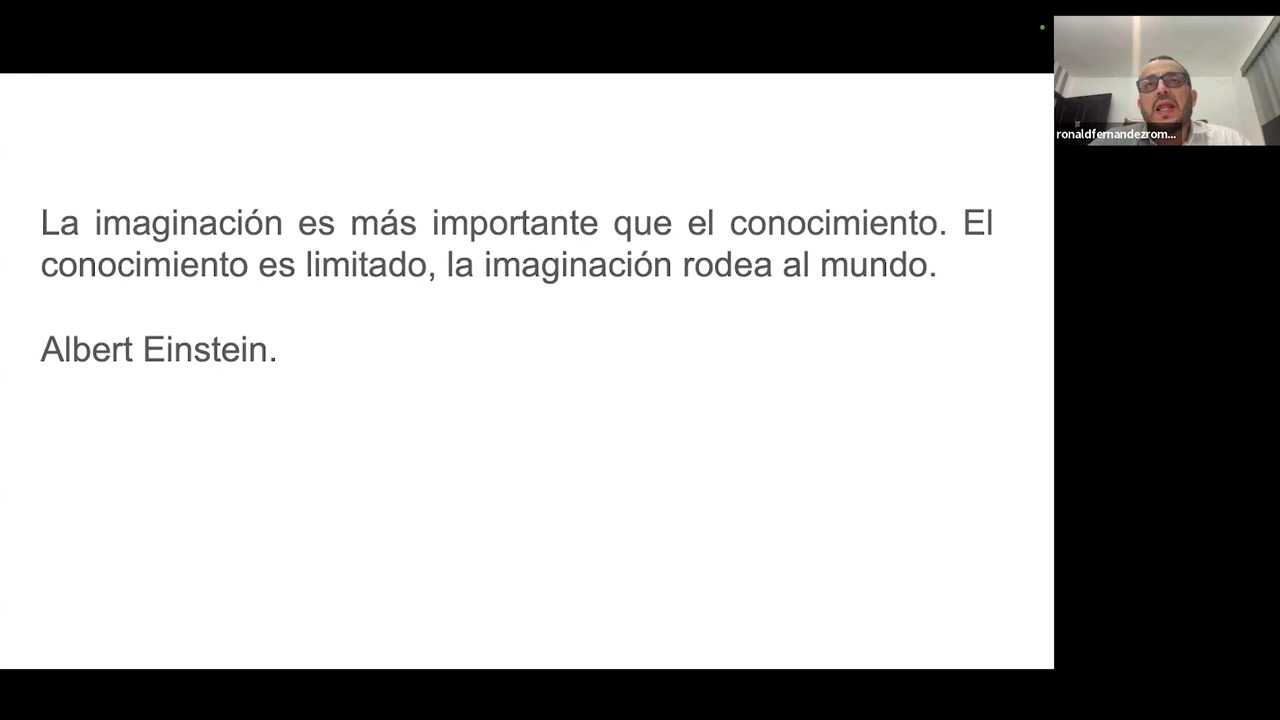 ronaldfernandezrom...
La imaginación es más importante que el conocimiento. El
conocimiento es limitado, la imaginación rodea al mundo.
Albert Einstein.